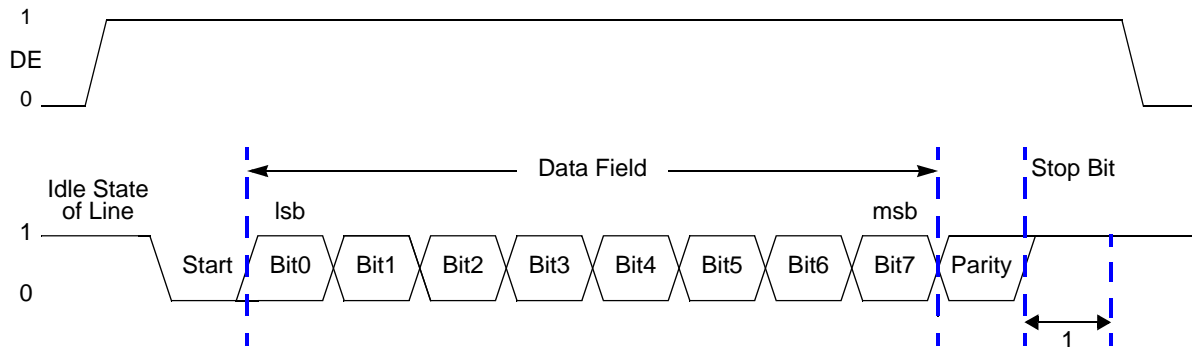 1
DE
0
Data Field
Stop Bit
Idle State
of Line
lsb
msb
1
Start
Bit0
Bit1
Bit2
Bit3
Bit4
Bit5
Bit6
Bit7
Parity
0
1